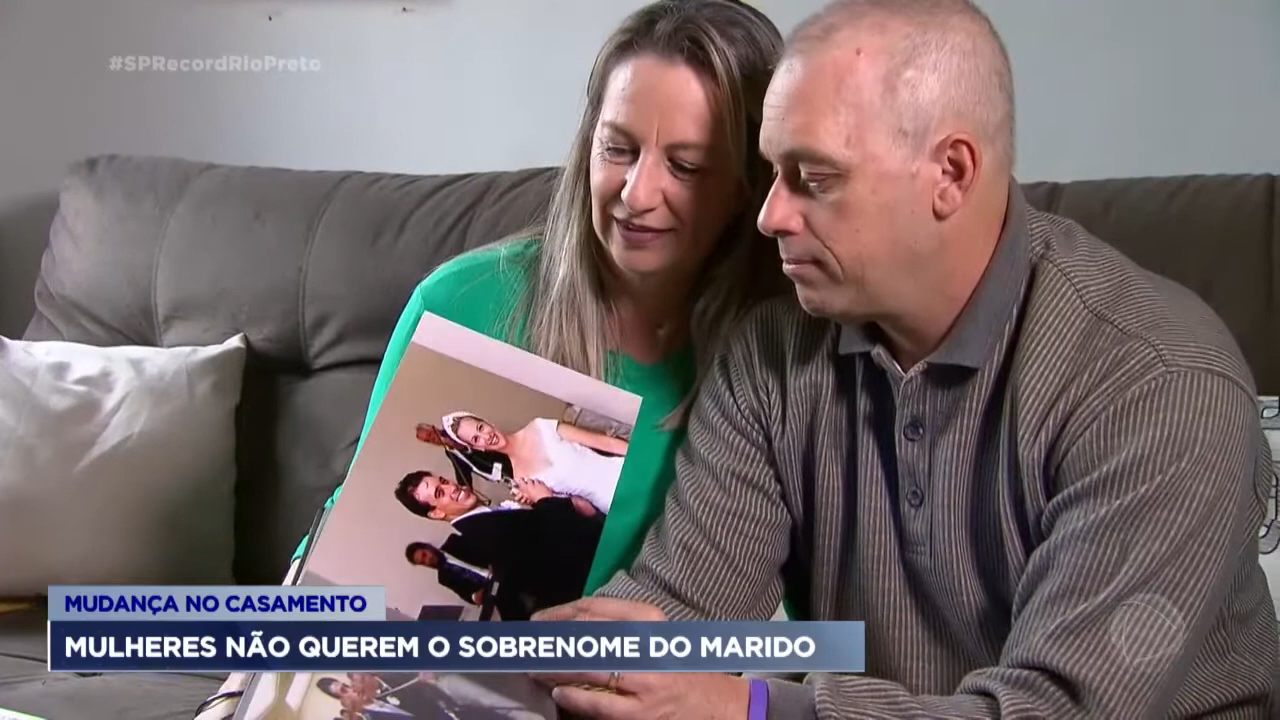 #SPRecordRioPreto
MUDANÇA NO CASAMENTO
MULHERES NÃO QUEREM O SOBRENOME DO MARIDO